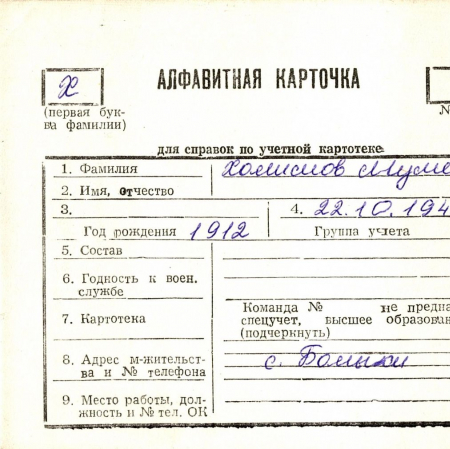 Х
АЛФАВИТНАЯ КАРТОЧКА
(первая бук-
ва фамилии)
для справок по учетной картотеке
1. Фамилия
2. Имя, отчество
3.
4. 22.10.194
Год рождения 1912
Группа учета
5. Состав
6. Годность к воен.
службе
7. Картотека
Команда № не предна
спецучет, высшее образован
(подчеркнуть)
8. Адрес м-жительст-
ва и № телефона
с.
9. Место работы, дол-
жность и № тел. ОК